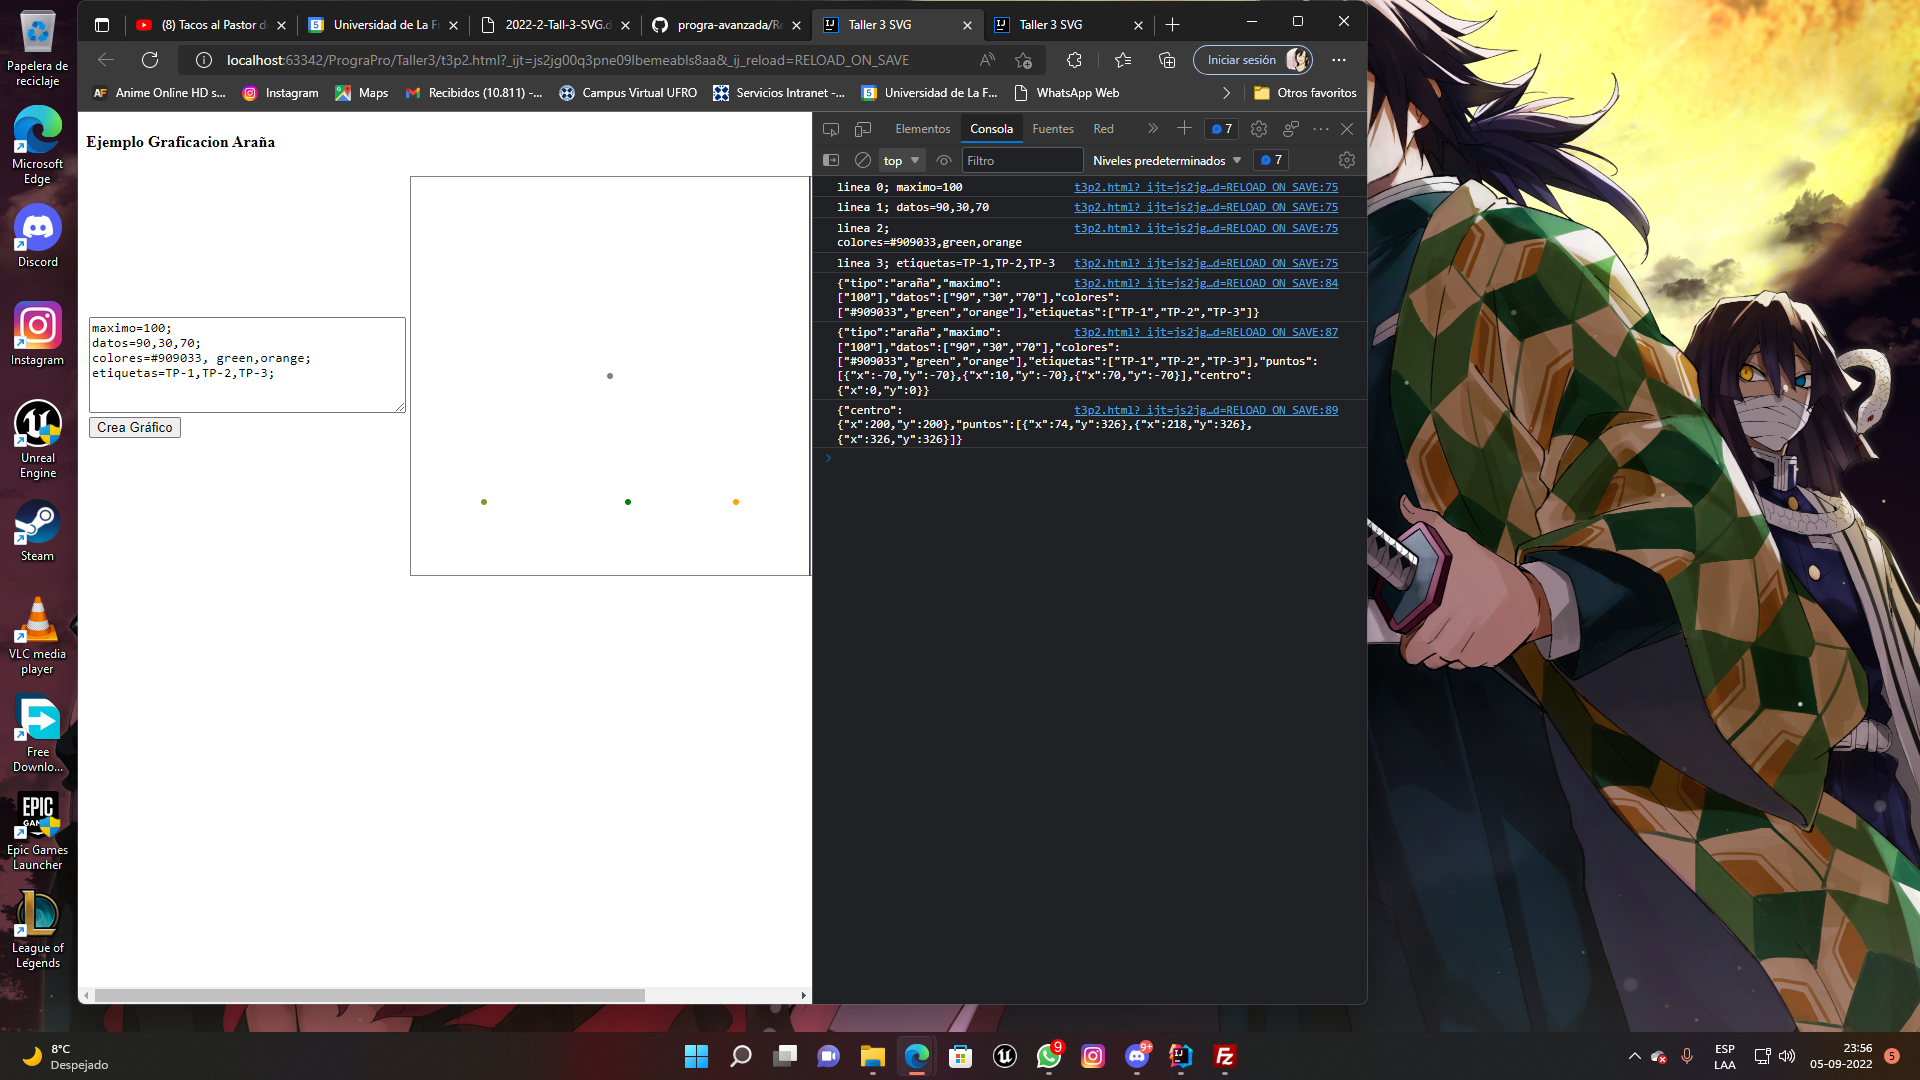 Papelera de
reciclaje
Microsoft
Edge
Discord
Instagram
Unreal
Engine
Steam
VLC media
player
Free
Downlo...
EPIC
GAMES
Epic Games
Launcher
League of
Legends
(8) Tacos al Pastor d
Universidad de La F
2022-2-Tall-3-SVG.d
progra-avanzada/R
Taller 3 SVG
Taller 3 SVG
localhost:63342/PrograPro/Taller3/t3p2.html?_ijt=js2jg00q3pne09lbemeabls8aa&_ij_reload=RELOAD_ON_SAVE
Iniciar sesión
Anime Online HD s...
Instagram
Maps
Recibidos (10.811) -...
Campus Virtual UFRO
Servicios Intranet -...
Universidad de La F...
WhatsApp Web
Otros favoritos
Ejemplo Graficacion Araña
maximo=100;
datos=90,30,70;
colores=#909033, green,orange;
etiquetas=TP-1,TP-2,TP-3;
Crea Gráfico
Elementos
Consola
Fuentes
Red
7
top
Filtro
Niveles predeterminados
7
linea 0; maximo=100 t3p2.html?_ijt=js2jg…d=RELOAD_ON_SAVE:75
linea 1; datos=90,30,70 t3p2.html?_ijt=js2jg…d=RELOAD_ON_SAVE:75
linea 2; t3p2.html?_ijt=js2jg…d=RELOAD_ON_SAVE:75
colores=#909033,green,orange
linea 3; etiquetas=TP-1,TP-2,TP-3 t3p2.html?_ijt=js2jg…d=RELOAD_ON_SAVE:75
{"tipo":"araña","maximo": t3p2.html?_ijt=js2jg…d=RELOAD_ON_SAVE:84
["100"],"datos":["90","30","70"],"colores":
["#909033","green","orange"],"etiquetas":["TP-1","TP-2","TP-3"]}
{"tipo":"araña","maximo": t3p2.html?_ijt=js2jg…d=RELOAD_ON_SAVE:87
["100"],"datos":["90","30","70"],"colores":
["#909033","green","orange"],"etiquetas":["TP-1","TP-2","TP-3"],"puntos":
[{"x":-70,"y":-70},{"x":10,"y":-70},{"x":70,"y":-70}],"centro":
{"x":0,"y":0}}
{"centro": t3p2.html?_ijt=js2jg…d=RELOAD_ON_SAVE:89
{"x":200,"y":200},"puntos":[{"x":74,"y":326},{"x":218,"y":326},
{"x":326,"y":326}]}
8°C
Despejado
9
9+
ESP
LAA
23:56
05-09-2022
5